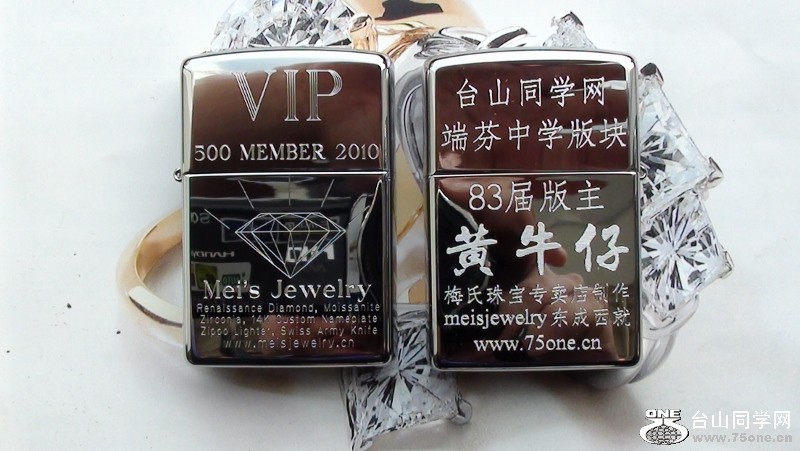 VIP
500 MEMBER 2010
Mei's Jewelry
Renaissance Diamond, Moissanite
Zirconia, 14K Custom Nameplate
Zippo Lighter, Swiss Army Knife
www.meisjewelry.cn
台山同学网
端芬中学版块
83届版主
黄牛仔
梅氏珠宝专卖店制作
meisjewelry东成西就
www.75one.cn
ONE
台山同学网
www.75one.cn